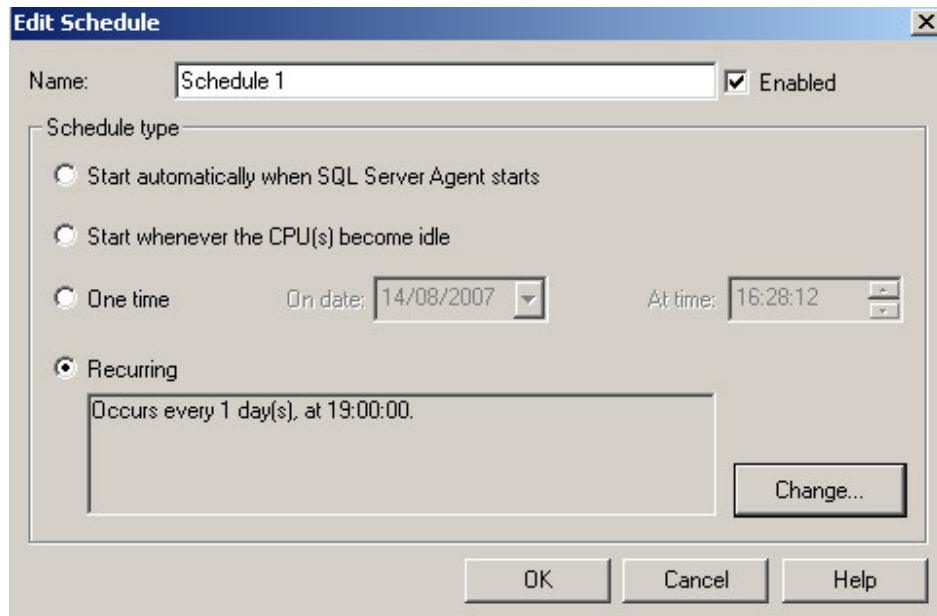 Edit Schedule
Name: Schedule 1 Enabled
Schedule type
Start automatically when SQL Server Agent starts
Start whenever the CPU(s) become idle
One time On date: 14/08/2007 At time: 16:28:12
Recurring
Occurs every 1 day(s), at 19:00:00.
Change...
OK Cancel Help